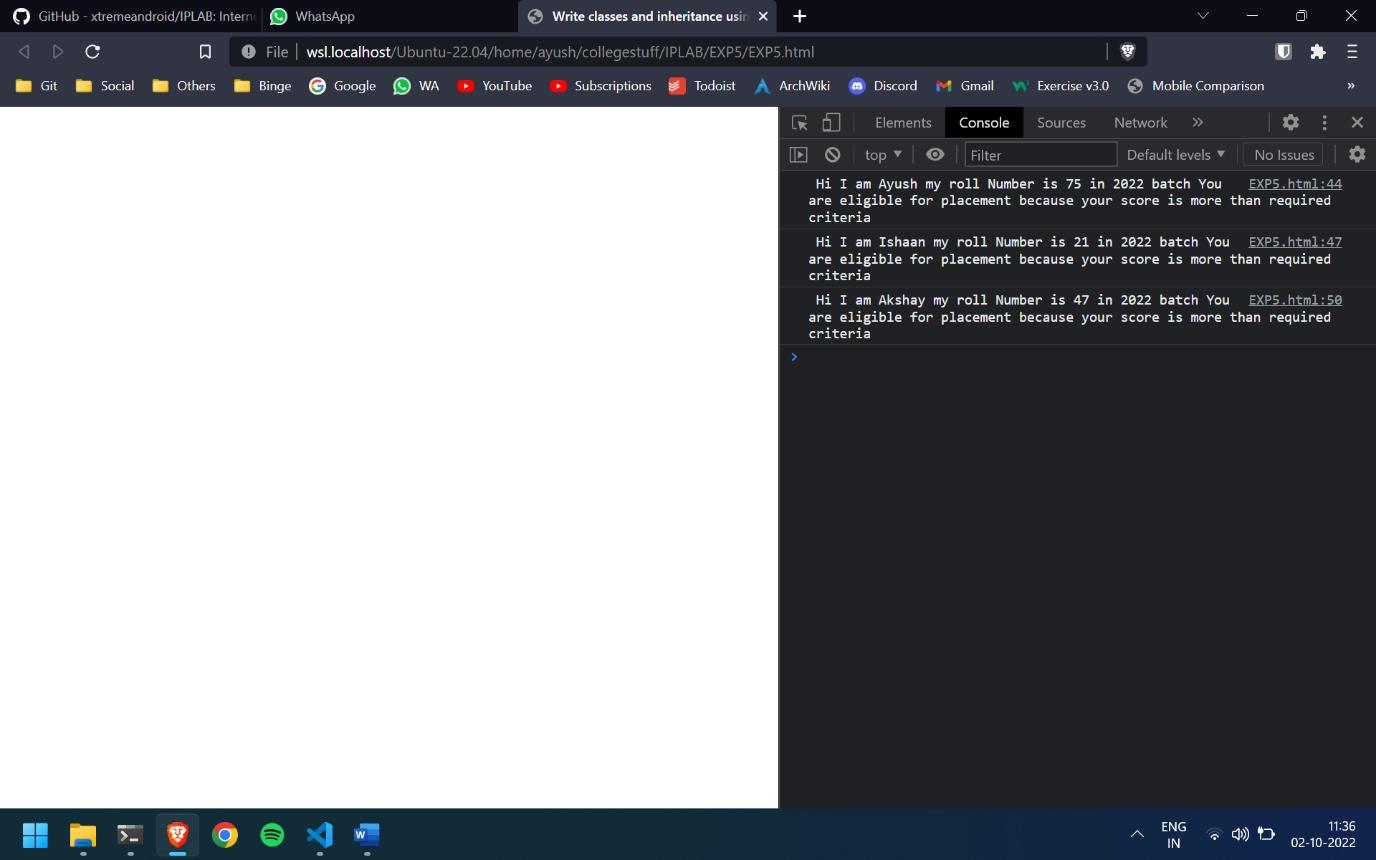 GitHub - xtremeandroid/IPLAB: Intern
WhatsApp
Write classes and inheritance usin
File
wsl.localhost/Ubuntu-22.04/home/ayush/collegestuff/IPLAB/EXP5/EXP5.html
Git Social Others Binge Google WA YouTube Subscriptions Todoist ArchWiki Discord Gmail Exercise v3.0 Mobile Comparison »
Elements Console Sources Network »
top Filter Default levels No Issues
Hi I am Ayush my roll Number is 75 in 2022 batch You EXP5.html:44
are eligible for placement because your score is more than required
criteria
Hi I am Ishaan my roll Number is 21 in 2022 batch You EXP5.html:47
are eligible for placement because your score is more than required
criteria
Hi I am Akshay my roll Number is 47 in 2022 batch You EXP5.html:50
are eligible for placement because your score is more than required
criteria
ENG
IN
11:36
02-10-2022